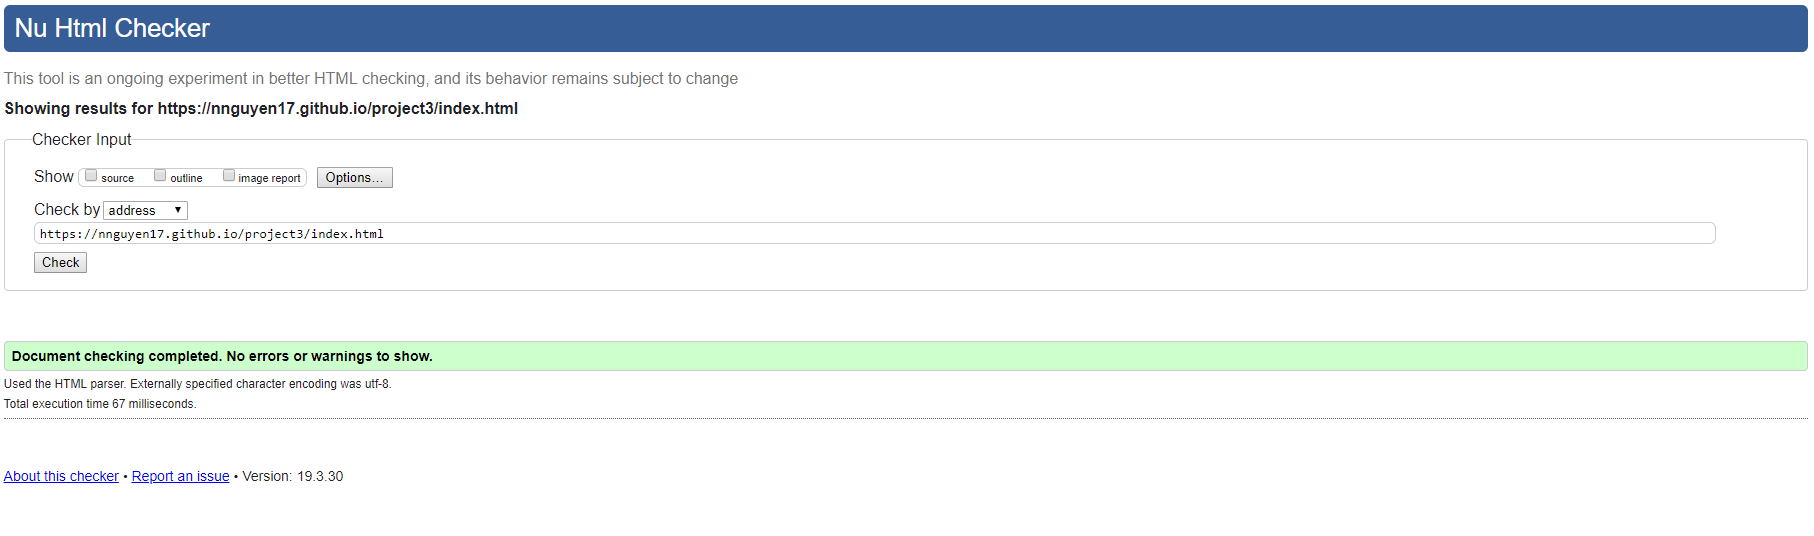 Nu Html Checker
This tool is an ongoing experiment in better HTML checking, and its behavior remains subject to change
Showing results for https://nnguyen17.github.io/project3/index.html
Checker Input
Show source outline image report Options...
Check by address
https://nnguyen17.github.io/project3/index.html
Check
Document checking completed. No errors or warnings to show.
Used the HTML parser. Externally specified character encoding was utf-8.
Total execution time 67 milliseconds.
About this checker • Report an issue • Version: 19.3.30